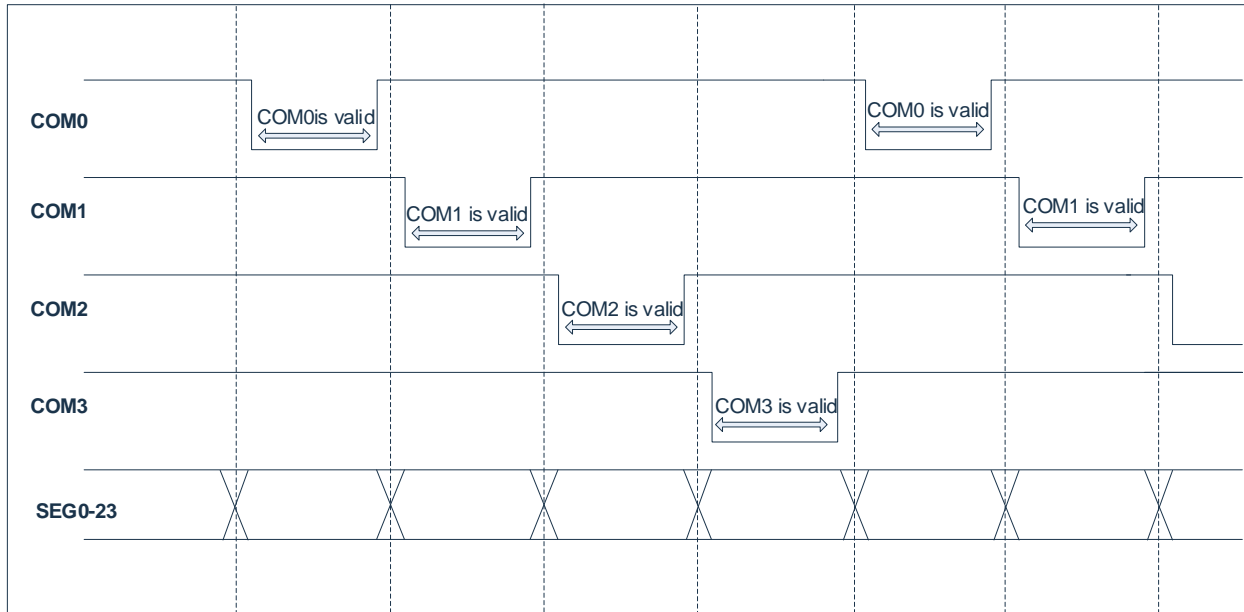 COM0
COM0is valid
COM0 is valid
COM1
COM1 is valid
COM1 is valid
COM2
COM2 is valid
COM3
COM3 is valid
SEG0-23